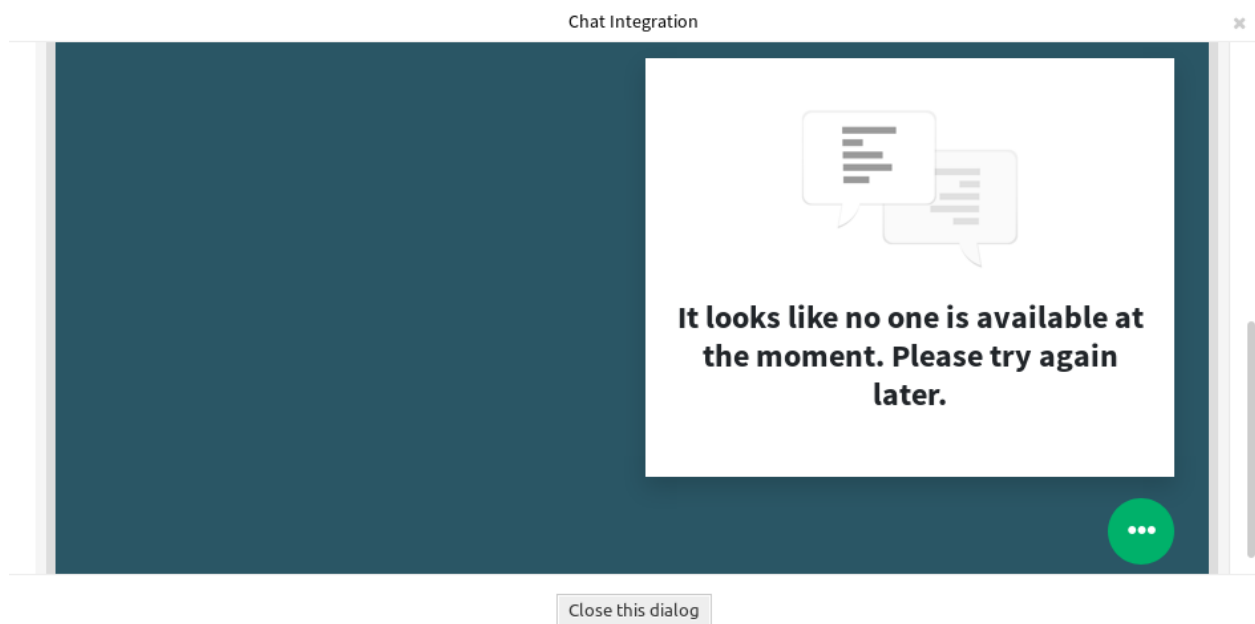 Chat Integration
It looks like no one is available at
the moment. Please try again
later.
Close this dialog